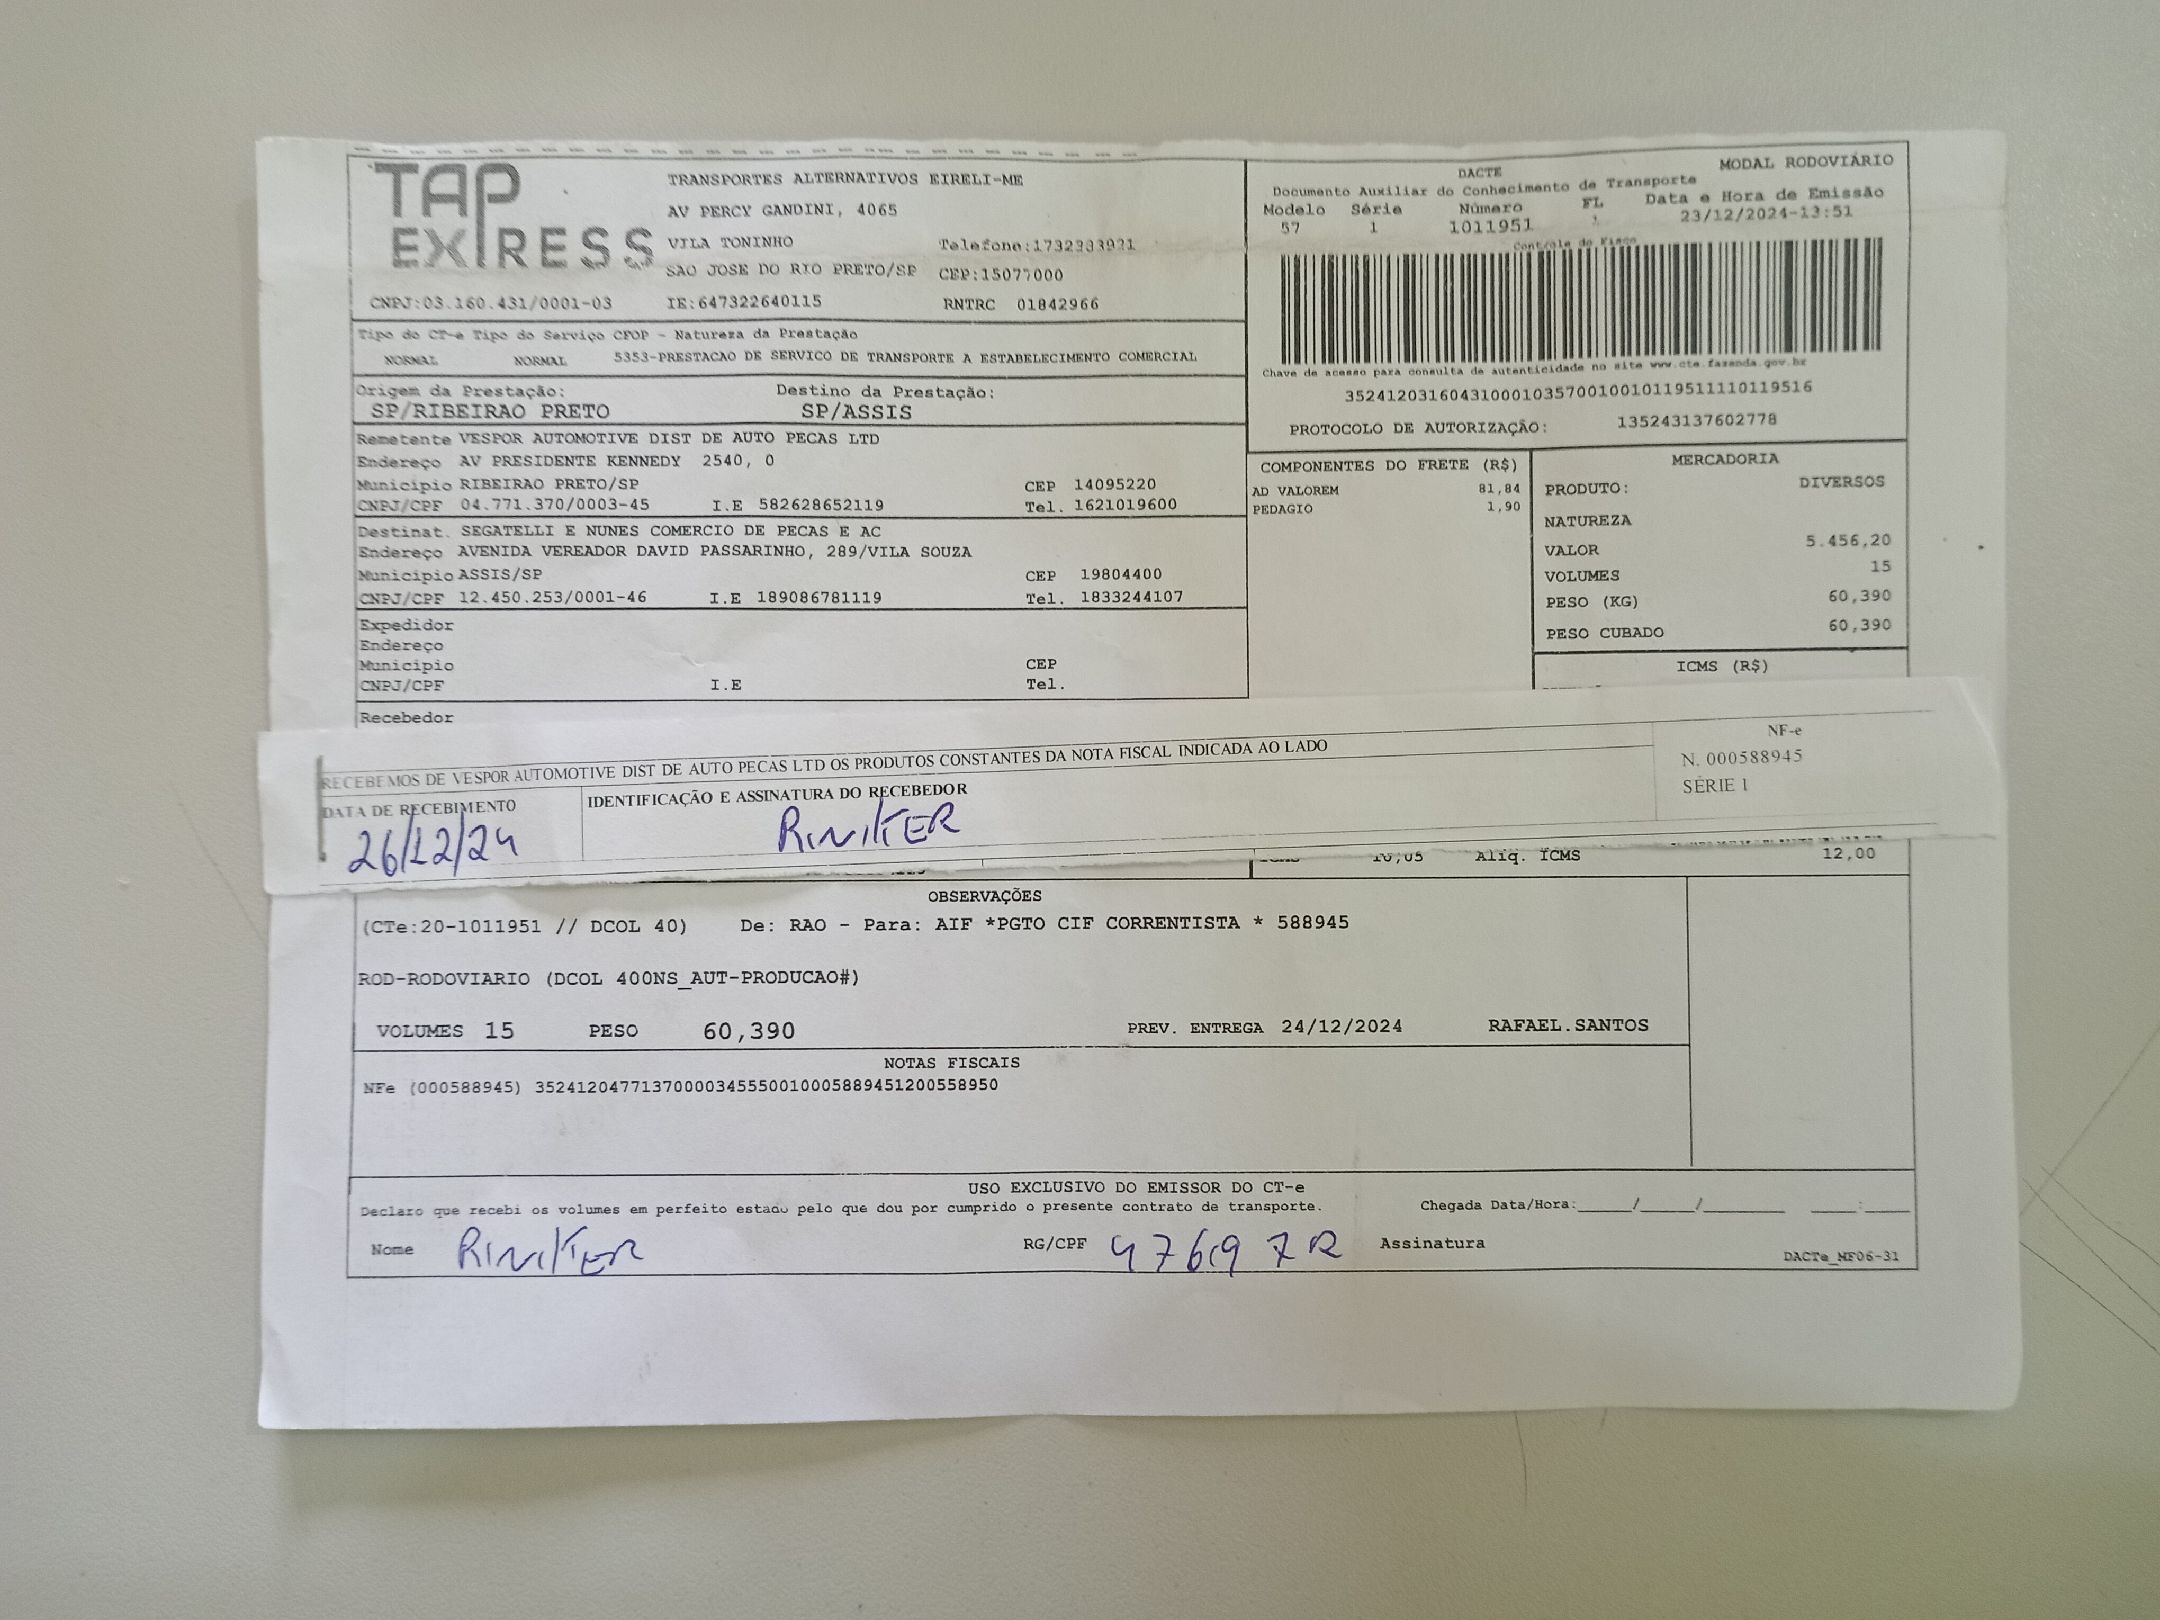 TAP EXPRESS
TRANSPORTES ALTERNATIVOS EIRELI-ME
AV PERCY GANDINI, 4065
VILA TONINHO Telefone:1732333921
SAO JOSE DO RIO PRETO/SP CEP:15077000
CNPJ:03.160.431/0001-03 IE:647322640115 RNTRC 01842966
DACTE MODAL RODOVIÁRIO
Documento Auxiliar do Conhecimento de Transporte
Modelo Série Número FL Data e Hora de Emissão
57 1 1011951 1 23/12/2024-13:51
Controle do Fisco
Chave de acesso para consulta de autenticidade no site www.cte.fazenda.gov.br
35241203160431000103570010010119511110119516
PROTOCOLO DE AUTORIZAÇÃO: 135243137602778
Tipo do CT-e Tipo do Serviço CFOP - Natureza da Prestação
NORMAL NORMAL 5353-PRESTACAO DE SERVICO DE TRANSPORTE A ESTABELECIMENTO COMERCIAL
Origem da Prestação: Destino da Prestação:
SP/RIBEIRAO PRETO SP/ASSIS
Remetente VESPOR AUTOMOTIVE DIST DE AUTO PECAS LTD
Endereço AV PRESIDENTE KENNEDY 2540, 0
Municipio RIBEIRAO PRETO/SP CEP 14095220
CNPJ/CPF 04.771.370/0003-45 I.E 582628652119 Tel. 1621019600
Destinat. SEGATELLI E NUNES COMERCIO DE PECAS E AC
Endereço AVENIDA VEREADOR DAVID PASSARINHO, 289/VILA SOUZA
Municipio ASSIS/SP CEP 19804400
CNPJ/CPF 12.450.253/0001-46 I.E 189086781119 Tel. 1833244107
Expedidor
Endereço
Municipio CEP
CNPJ/CPF I.E Tel.
Recebedor
COMPONENTES DO FRETE (R$)
AD VALOREM 81,84
PEDAGIO 1,90
MERCADORIA
PRODUTO: DIVERSOS
NATUREZA
VALOR 5.456,20
VOLUMES 15
PESO (KG) 60,390
PESO CUBADO 60,390
ICMS (R$)
RECEBEMOS DE VESPOR AUTOMOTIVE DIST DE AUTO PECAS LTD OS PRODUTOS CONSTANTES DA NOTA FISCAL INDICADA AO LADO
DATA DE RECEBIMENTO IDENTIFICAÇÃO E ASSINATURA DO RECEBEDOR
26/12/24
NF-e
N. 000588945
SÉRIE 1
10,05 Aliq. ICMS 12,00
OBSERVAÇÕES
(CTe:20-1011951 // DCOL 40) De: RAO - Para: AIF *PGTO CIF CORRENTISTA * 588945
ROD-RODOVIARIO (DCOL 400NS_AUT-PRODUCAO#)
VOLUMES 15 PESO 60,390 PREV. ENTREGA 24/12/2024 RAFAEL.SANTOS
NOTAS FISCAIS
NFe (000588945) 35241204771370000345550010005889451200558950
USO EXCLUSIVO DO EMISSOR DO CT-e
Declaro que recebi os volumes em perfeito estado pelo que dou por cumprido o presente contrato de transporte. Chegada Data/Hora:____/____/______ ____:____
Nome RG/CPF Assinatura
DACTe_MF06-31